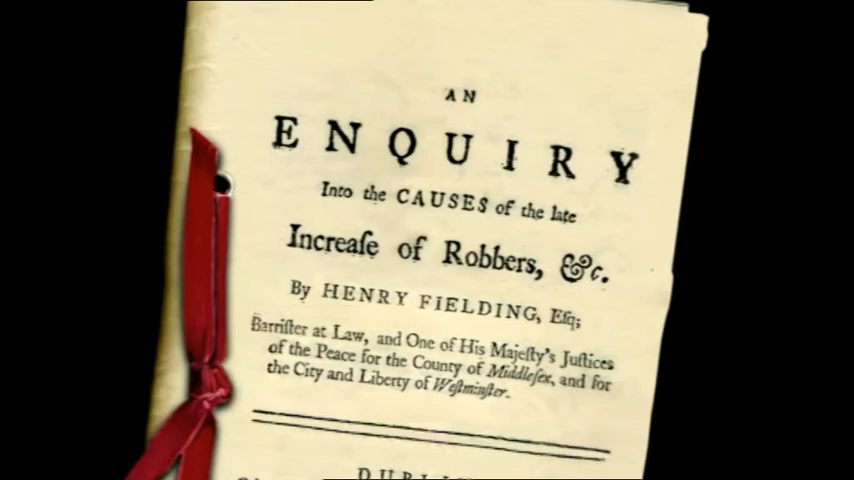 AN
ENQUIRY
Into the CAUSES of the late
Increaſe of Robbers, &c.
By HENRY FIELDING, Eſq;
Barriſter at Law, and One of His Majeſty's Juſtices
of the Peace for the County of Middleſex, and for
the City and Liberty of Weſtminſter.